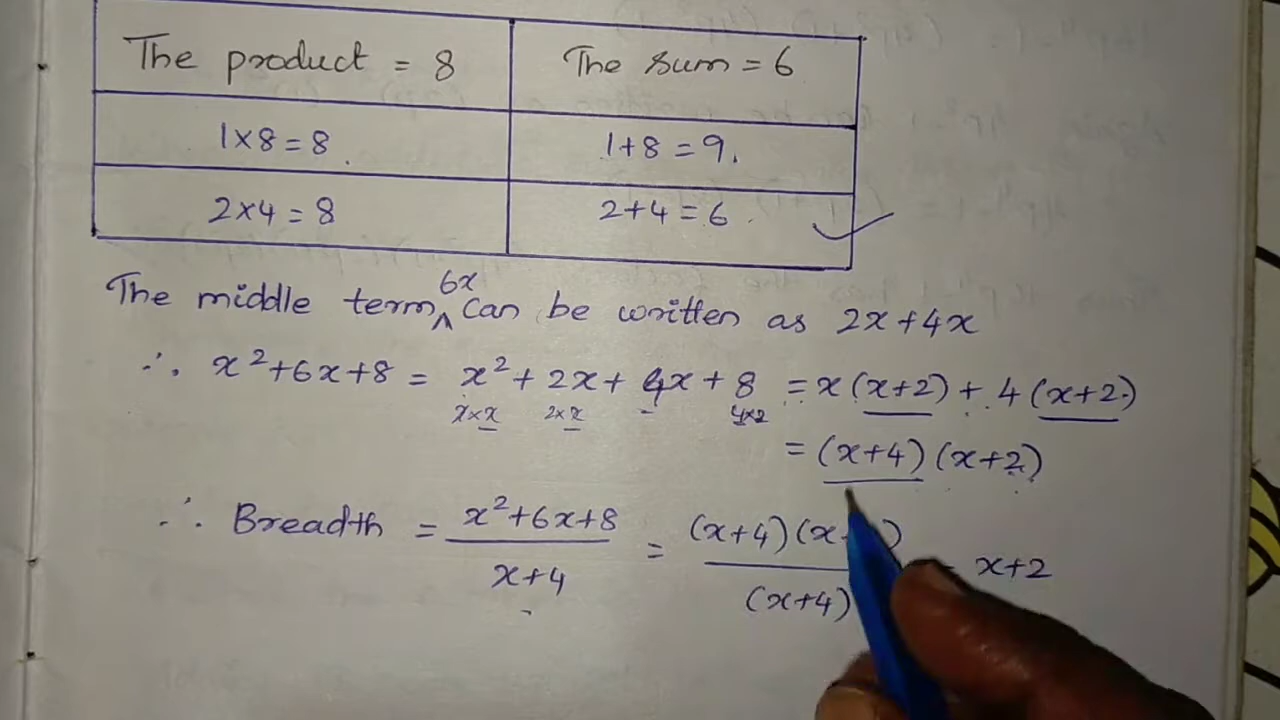 The product = 8 The sum = 6
1×8 = 8 . 1+8 = 9.
2×4 = 8 2+4 = 6 .
6x
The middle term ∧ can be written as 2x+4x
∴ x²+6x+8 = x²+2x+4x+8 = x(x+2) + 4(x+2)
x×x 2×x 4×2
= (x+4)(x+2)
∴ Breadth = x²+6x+8 / x+4 = (x+4)(x / (x+4) x+2